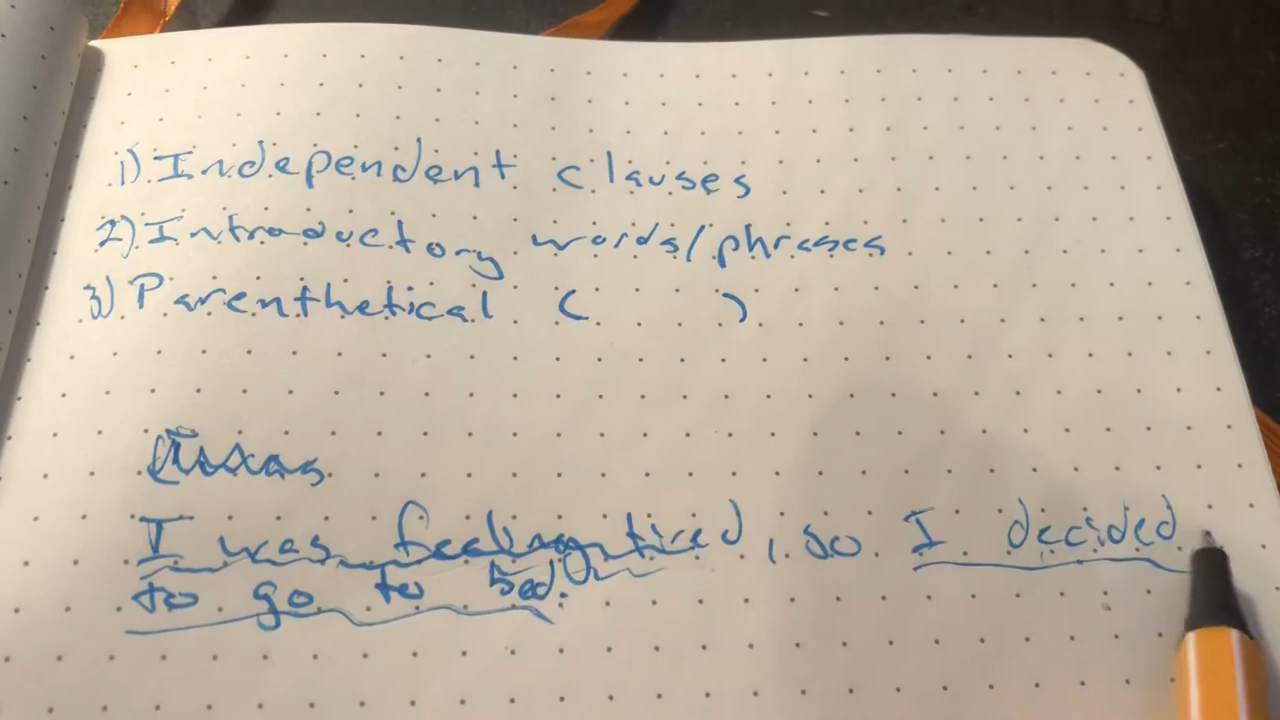 1) Independent clauses
2) Introductory words/phrases
3) Parenthetical ( )
I was feeling tired, so I decided
to go to bed.